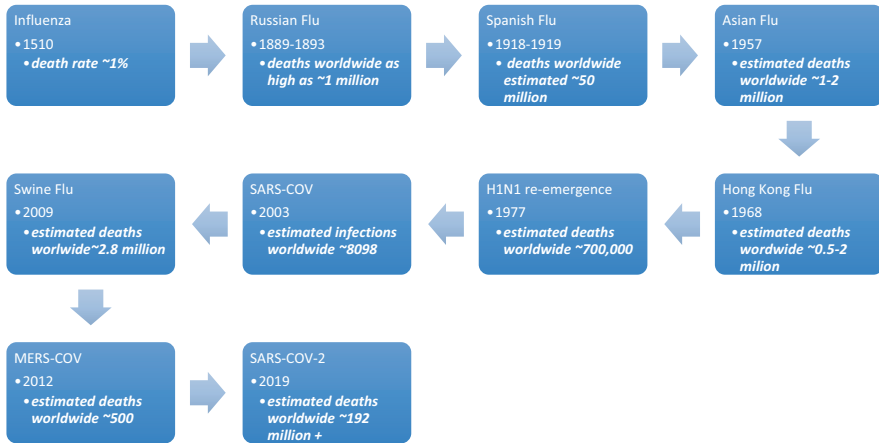 Influenza
• 1510
• death rate ~1%
Russian Flu
• 1889-1893
• deaths worldwide as
high as ~1 million
Spanish Flu
• 1918-1919
• deaths worldwide
estimated ~50
million
Asian Flu
• 1957
• estimated deaths
worldwide ~1-2
million
Hong Kong Flu
• 1968
• estimated deaths
wordwide ~0.5-2
milion
H1N1 re-emergence
• 1977
• estimated deaths
worldwide ~700,000
SARS-COV
• 2003
• estimated infections
worldwide ~8098
Swine Flu
• 2009
• estimated deaths
worlwide~2.8 million
MERS-COV
• 2012
• estimated deaths
worldwide ~500
SARS-COV-2
• 2019
• estimated deaths
worldwide ~192
million +